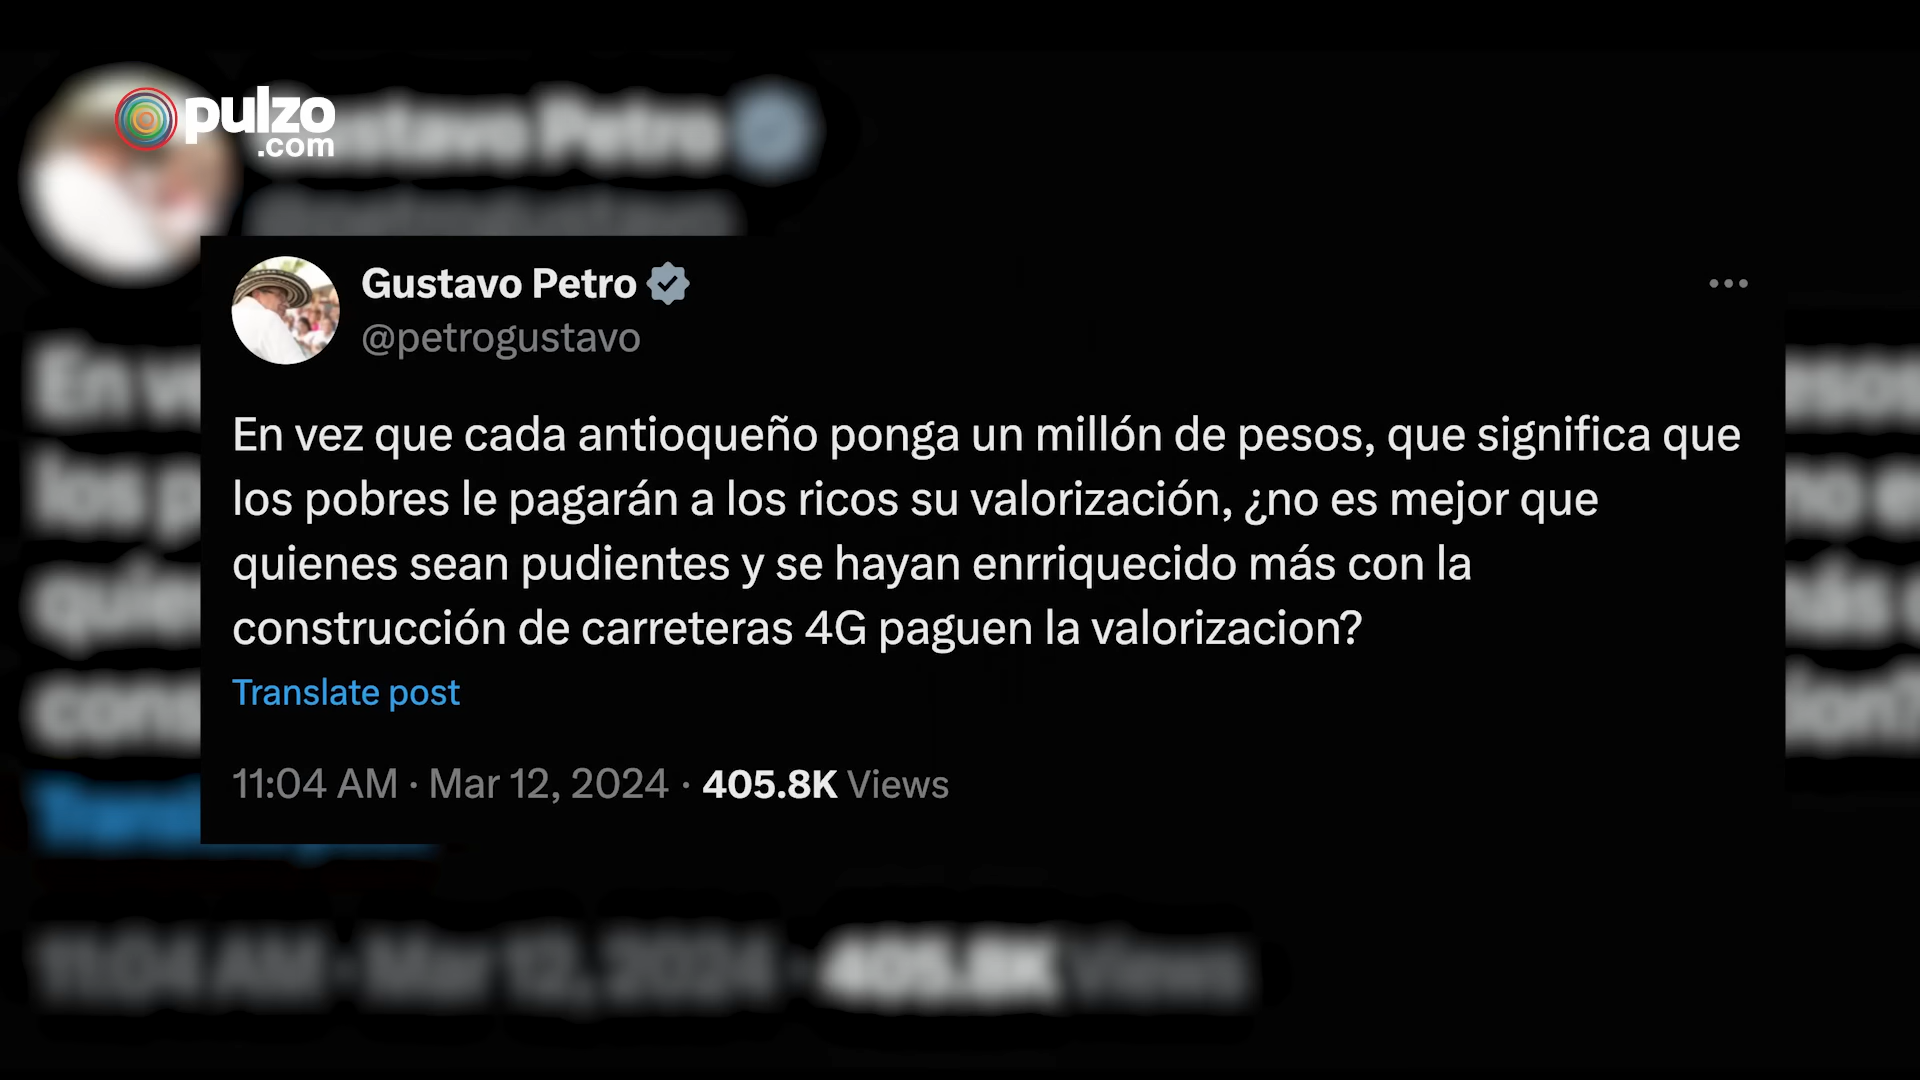 pulzo
.com
Gustavo Petro
@petrogustavo
En vez que cada antioqueño ponga un millón de pesos, que significa que
los pobres le pagarán a los ricos su valorización, ¿no es mejor que
quienes sean pudientes y se hayan enrriquecido más con la
construcción de carreteras 4G paguen la valorizacion?
Translate post
11:04 AM · Mar 12, 2024 · 405.8K Views